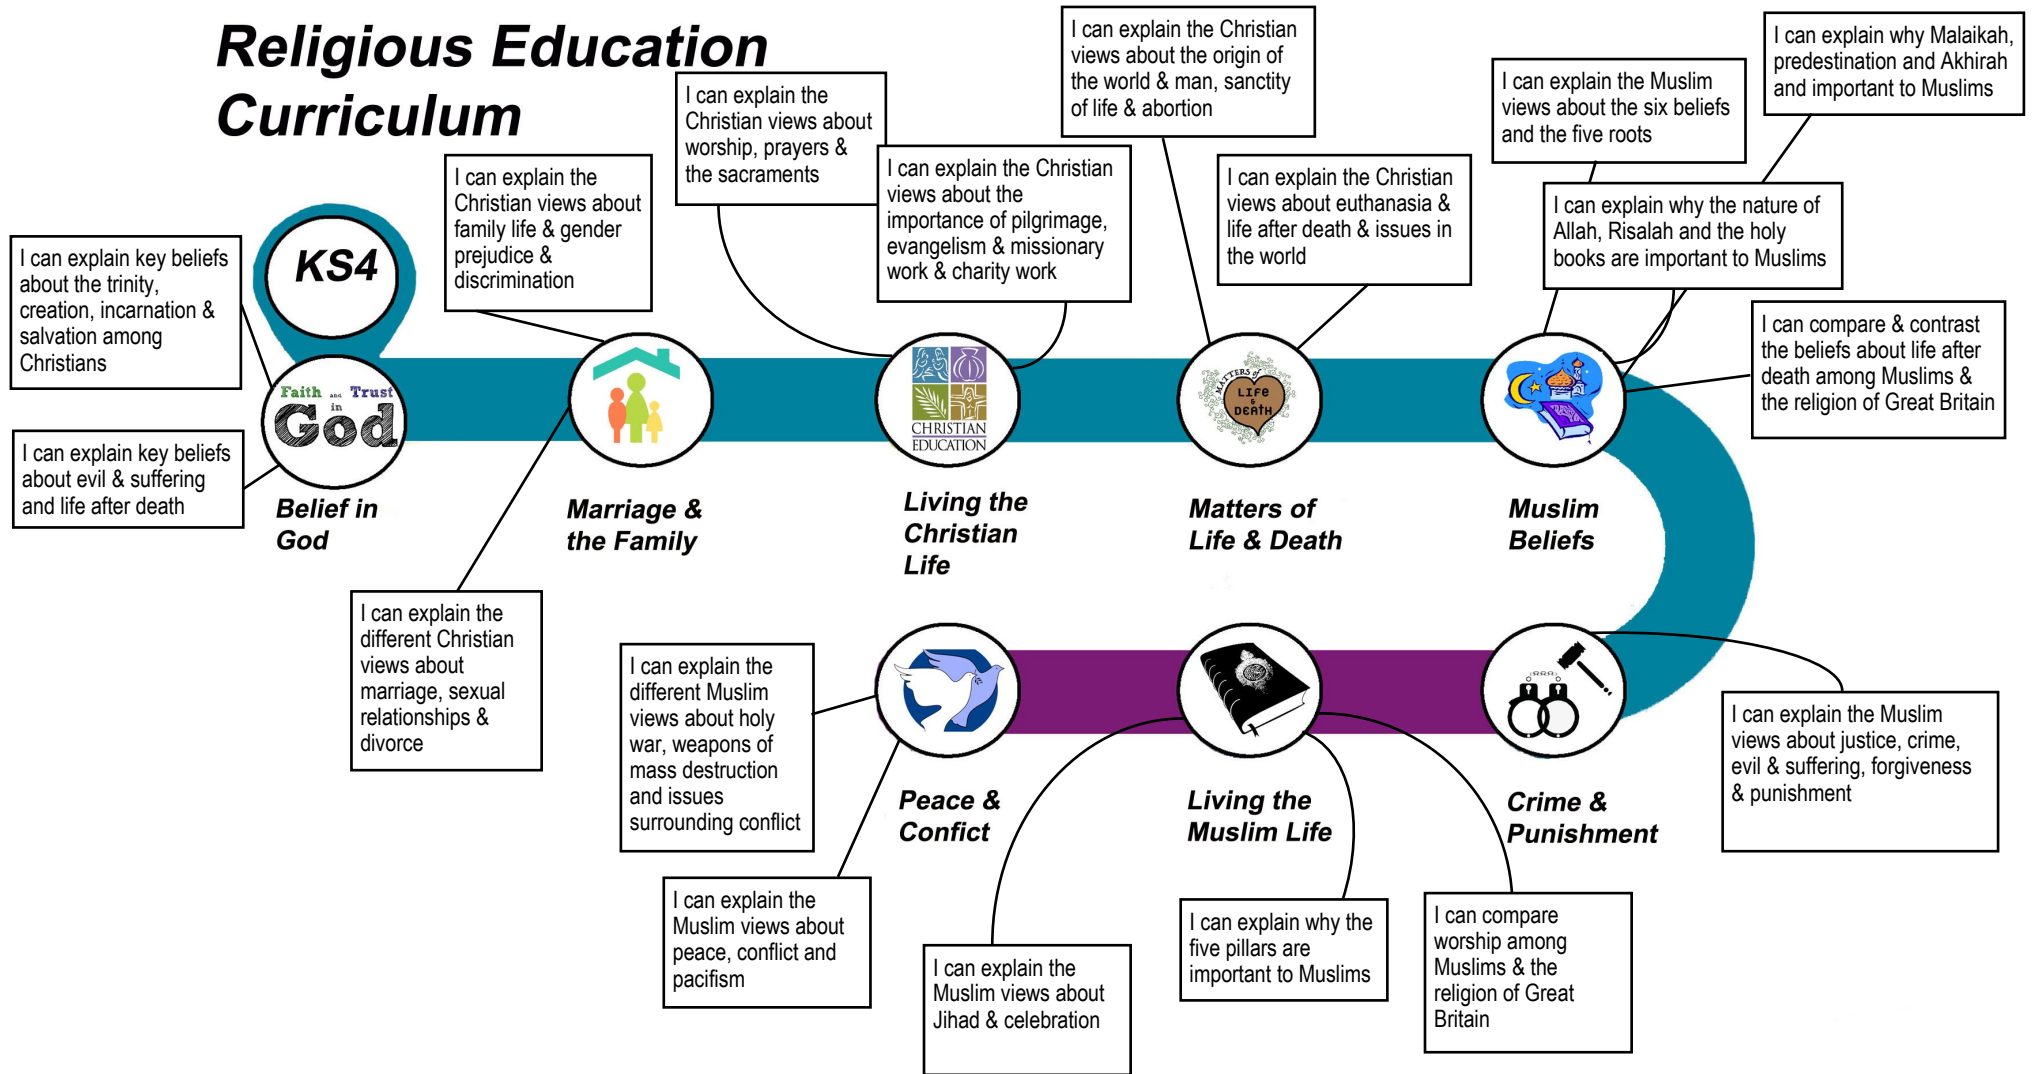 Religious Education
Curriculum
KS4
I can explain key beliefs
about the trinity,
creation, incarnation &
salvation among
Christians
I can explain key beliefs
about evil & suffering
and life after death
Faith and Trust
in
God
Belief in
God
I can explain the
Christian views about
family life & gender
prejudice &
discrimination
Marriage &
the Family
I can explain the
different Christian
views about
marriage, sexual
relationships &
divorce
I can explain the
Christian views about
worship, prayers &
the sacraments
I can explain the Christian
views about the
importance of pilgrimage,
evangelism & missionary
work & charity work
CHRISTIAN
EDUCATION
Living the
Christian
Life
I can explain the Christian
views about the origin of
the world & man, sanctity
of life & abortion
I can explain the Christian
views about euthanasia &
life after death & issues in
the world
MATTERS of
LIFe
&
DeATH
Matters of
Life & Death
I can explain the Muslim
views about the six beliefs
and the five roots
I can explain why Malaikah,
predestination and Akhirah
and important to Muslims
I can explain why the nature of
Allah, Risalah and the holy
books are important to Muslims
I can compare & contrast
the beliefs about life after
death among Muslims &
the religion of Great Britain
Muslim
Beliefs
I can explain the Muslim
views about justice, crime,
evil & suffering, forgiveness
& punishment
Crime &
Punishment
Living the
Muslim Life
I can compare
worship among
Muslims & the
religion of Great
Britain
I can explain why the
five pillars are
important to Muslims
I can explain the
Muslim views about
Jihad & celebration
Peace &
Confict
I can explain the
different Muslim
views about holy
war, weapons of
mass destruction
and issues
surrounding conflict
I can explain the
Muslim views about
peace, conflict and
pacifism